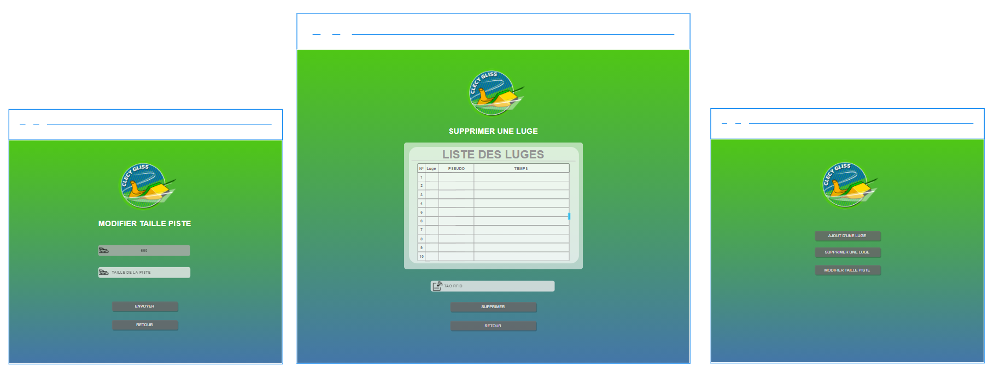 CLECY GLISS
MODIFIER TAILLE PISTE
650
TAILLE DE LA PISTE
ENVOYER
RETOUR
CLECY GLISS
SUPPRIMER UNE LUGE
LISTE DES LUGES
N° Luge PSEUDO TEMPS
1
2
3
4
5
6
7
8
9
10
TAG RFID
SUPPRIMER
RETOUR
CLECY GLISS
AJOUT D'UNE LUGE
SUPPRIMER UNE LUGE
MODIFIER TAILLE PISTE